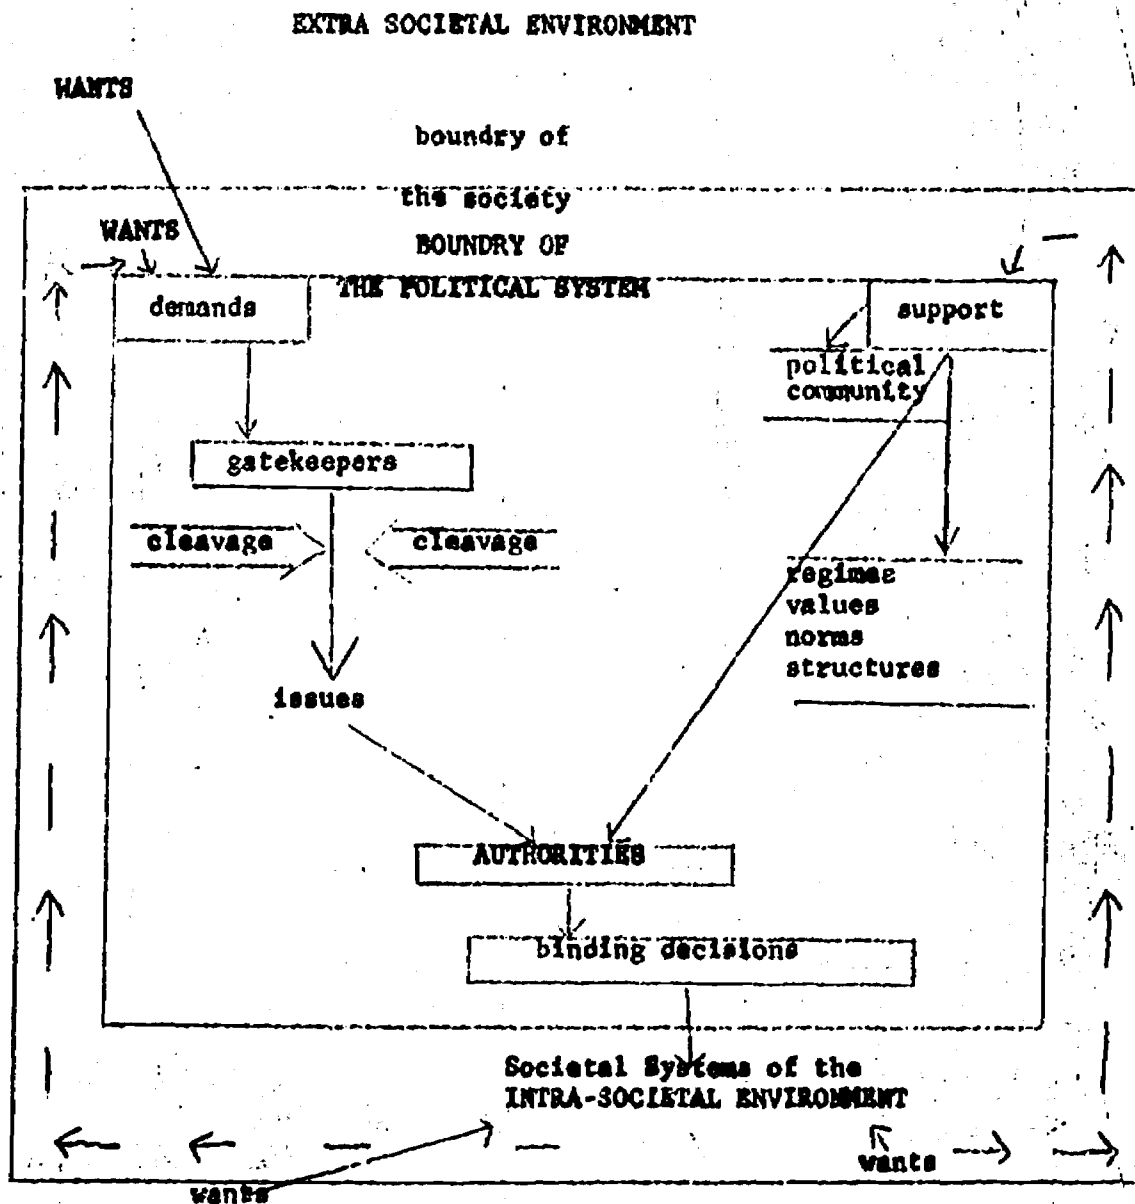 EXTRA SOCIETAL ENVIRONMENT
WANTS
boundry of
the society
WANTS
BOUNDRY OF
THE POLITICAL SYSTEM
demands
support
political
community
gatekeepers
cleavage
cleavage
regimes
values
norms
structures
issues
AUTHORITIES
binding decisions
Societal Systems of the
INTRA-SOCIETAL ENVIRONMENT
wants
wants